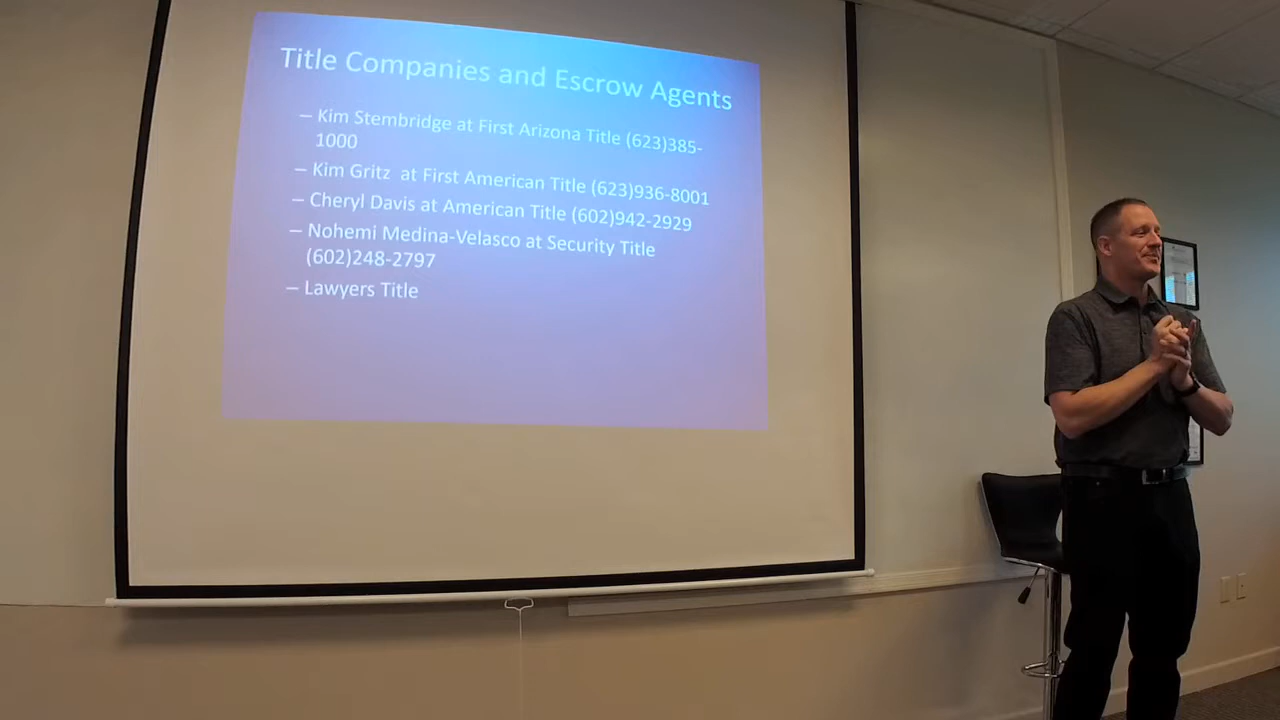 Title Companies and Escrow Agents
– Kim Stembridge at First Arizona Title (623)385-
1000
– Kim Gritz at First American Title (623)936-8001
– Cheryl Davis at American Title (602)942-2929
– Nohemi Medina-Velasco at Security Title
(602)248-2797
– Lawyers Title